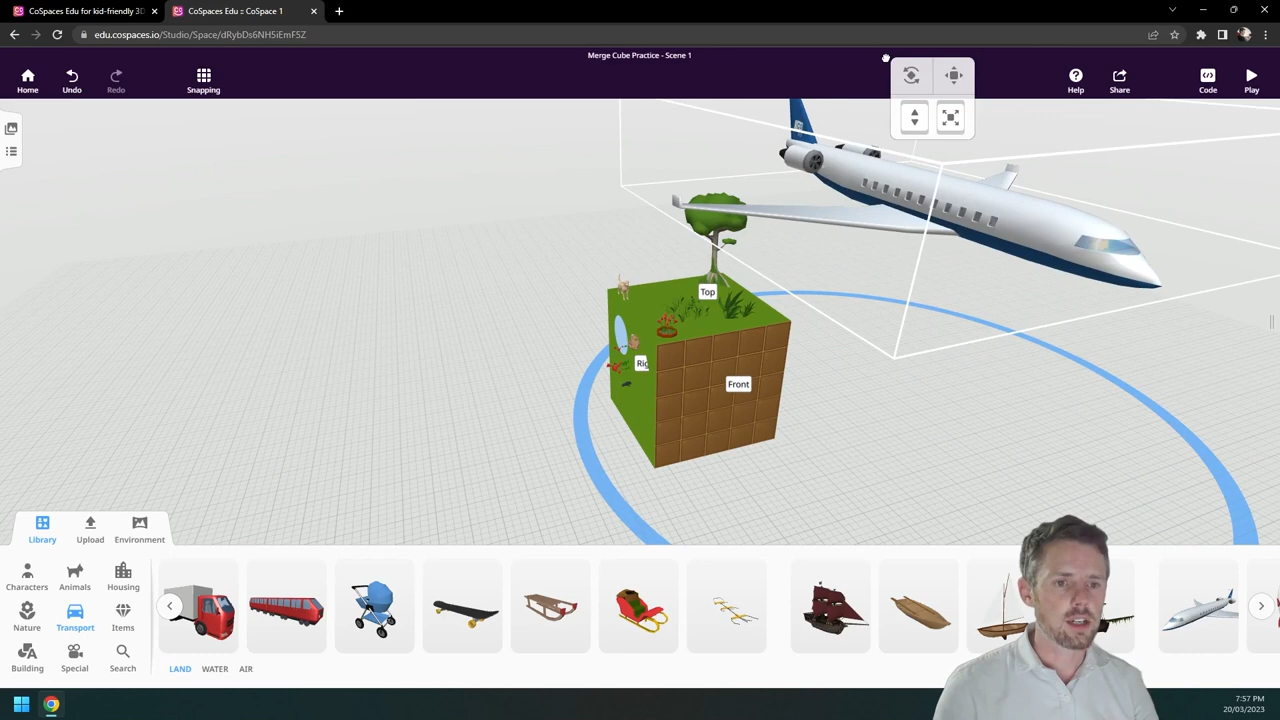 CoSpaces Edu for kid-friendly 3D
CoSpaces Edu :: CoSpace 1
edu.cospaces.io/Studio/Space/dRybDs6NH5iEmF5Z
Merge Cube Practice - Scene 1
Home
Undo
Redo
Snapping
Help
Share
Code
Play
Top
Rig
Front
Library
Upload
Environment
Characters
Animals
Housing
Nature
Transport
Items
Building
Special
Search
LAND
WATER
AIR
7:57 PM
20/03/2023